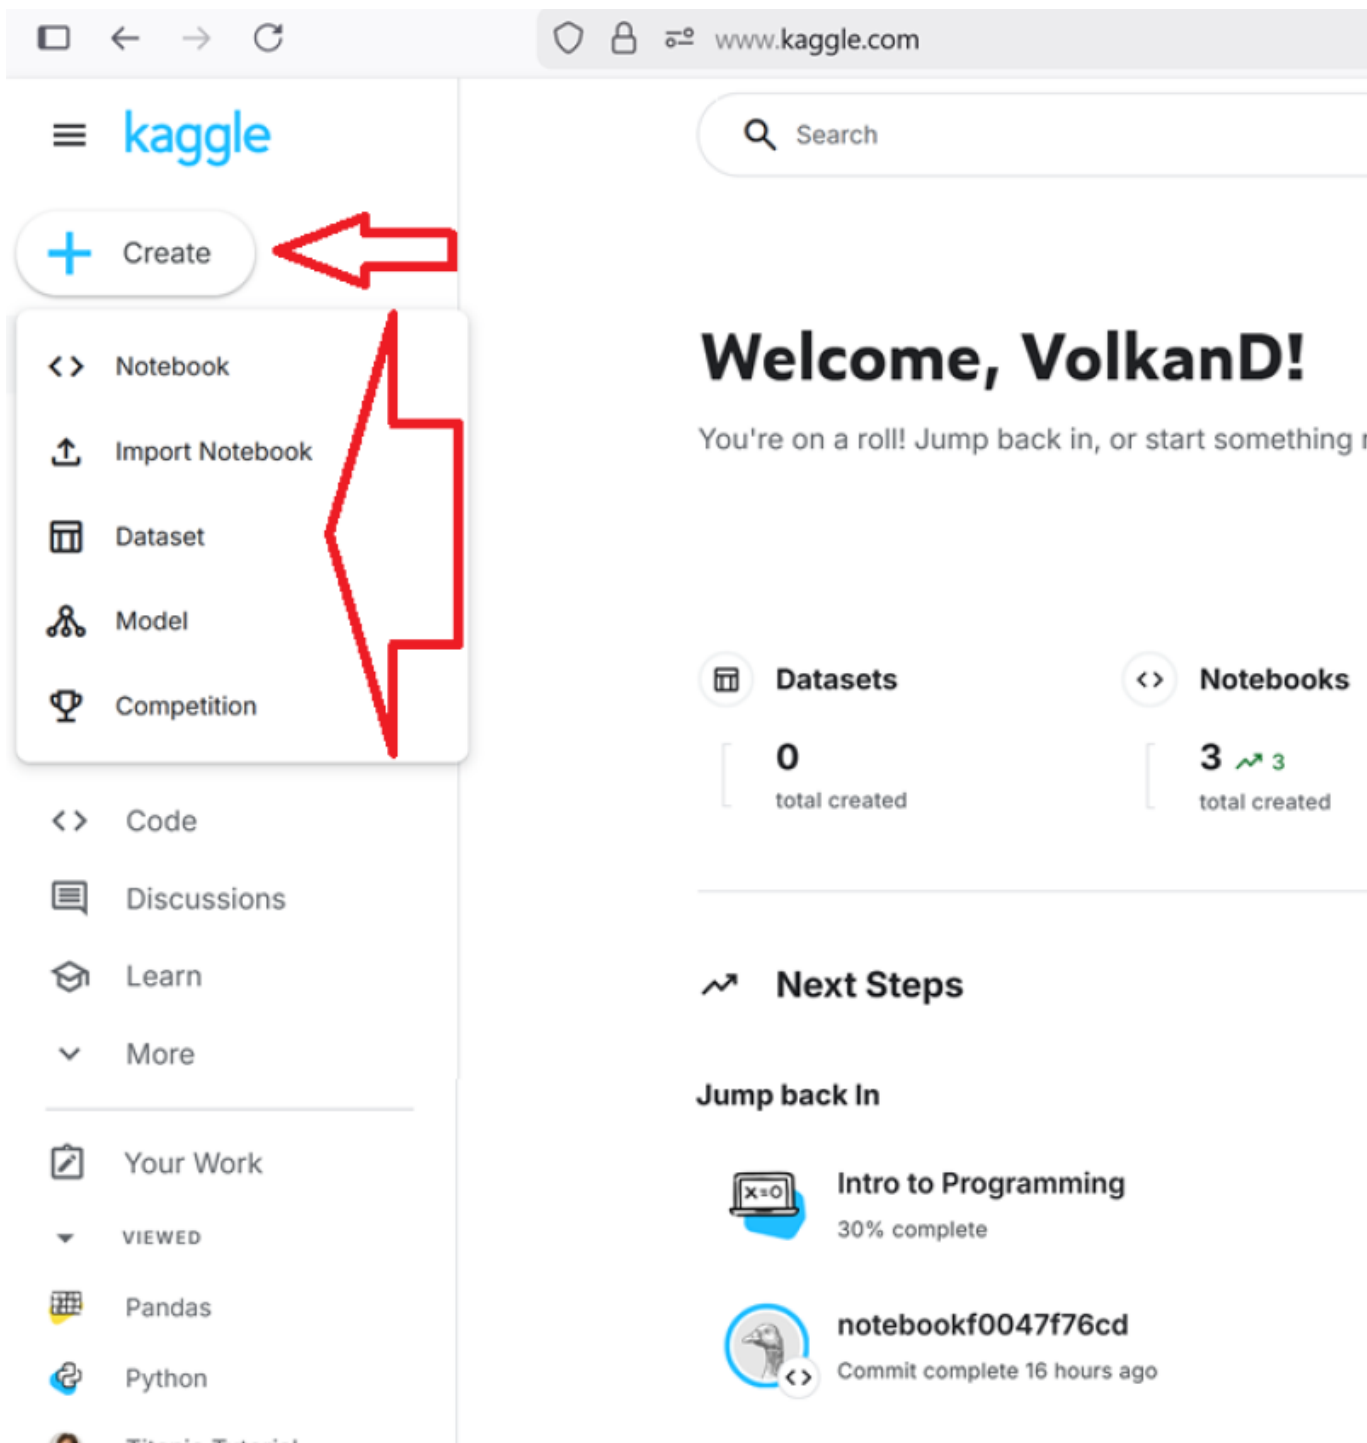 www.kaggle.com
kaggle
Search
Create
Notebook
Import Notebook
Dataset
Model
Competition
Code
Discussions
Learn
More
Your Work
VIEWED
Pandas
Python
Welcome, VolkanD!
You're on a roll! Jump back in, or start something
Datasets
0
total created
Notebooks
3 3
total created
Next Steps
Jump back In
X=0
Intro to Programming
30% complete
notebookf0047f76cd
Commit complete 16 hours ago